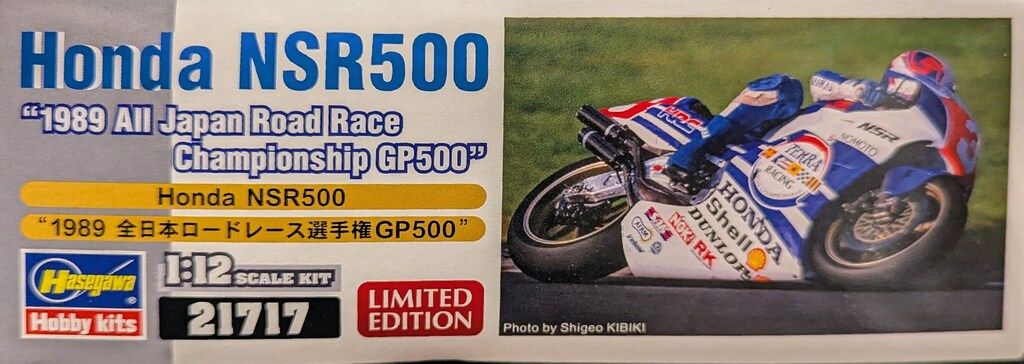 Honda NSR500
“1989 All Japan Road Race
Championship GP500”
Honda NSR500
“1989 全日本ロードレース選手権GP500”
Hasegawa
Hobby kits
1:12 SCALE KIT
21717
LIMITED
EDITION
HRC
NSR
NOMOTO
TERRA
RACING
HONDA
Shell
DUNLOP
NGK
RK
Photo by Shigeo KIBIKI